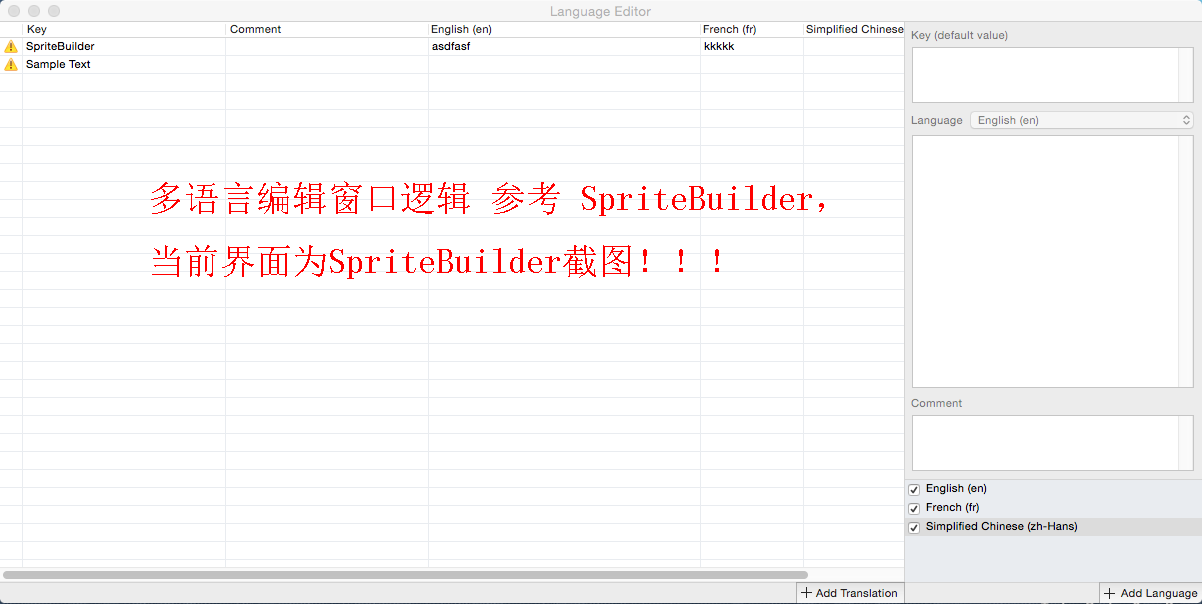 Language Editor
Key Comment English (en) French (fr) Simplified Chinese
SpriteBuilder asdfasf kkkkk
Sample Text
多语言编辑窗口逻辑 参考 SpriteBuilder，
当前界面为SpriteBuilder截图！！！
Key (default value)
Language English (en)
Comment
English (en)
French (fr)
Simplified Chinese (zh-Hans)
+ Add Translation
+ Add Language